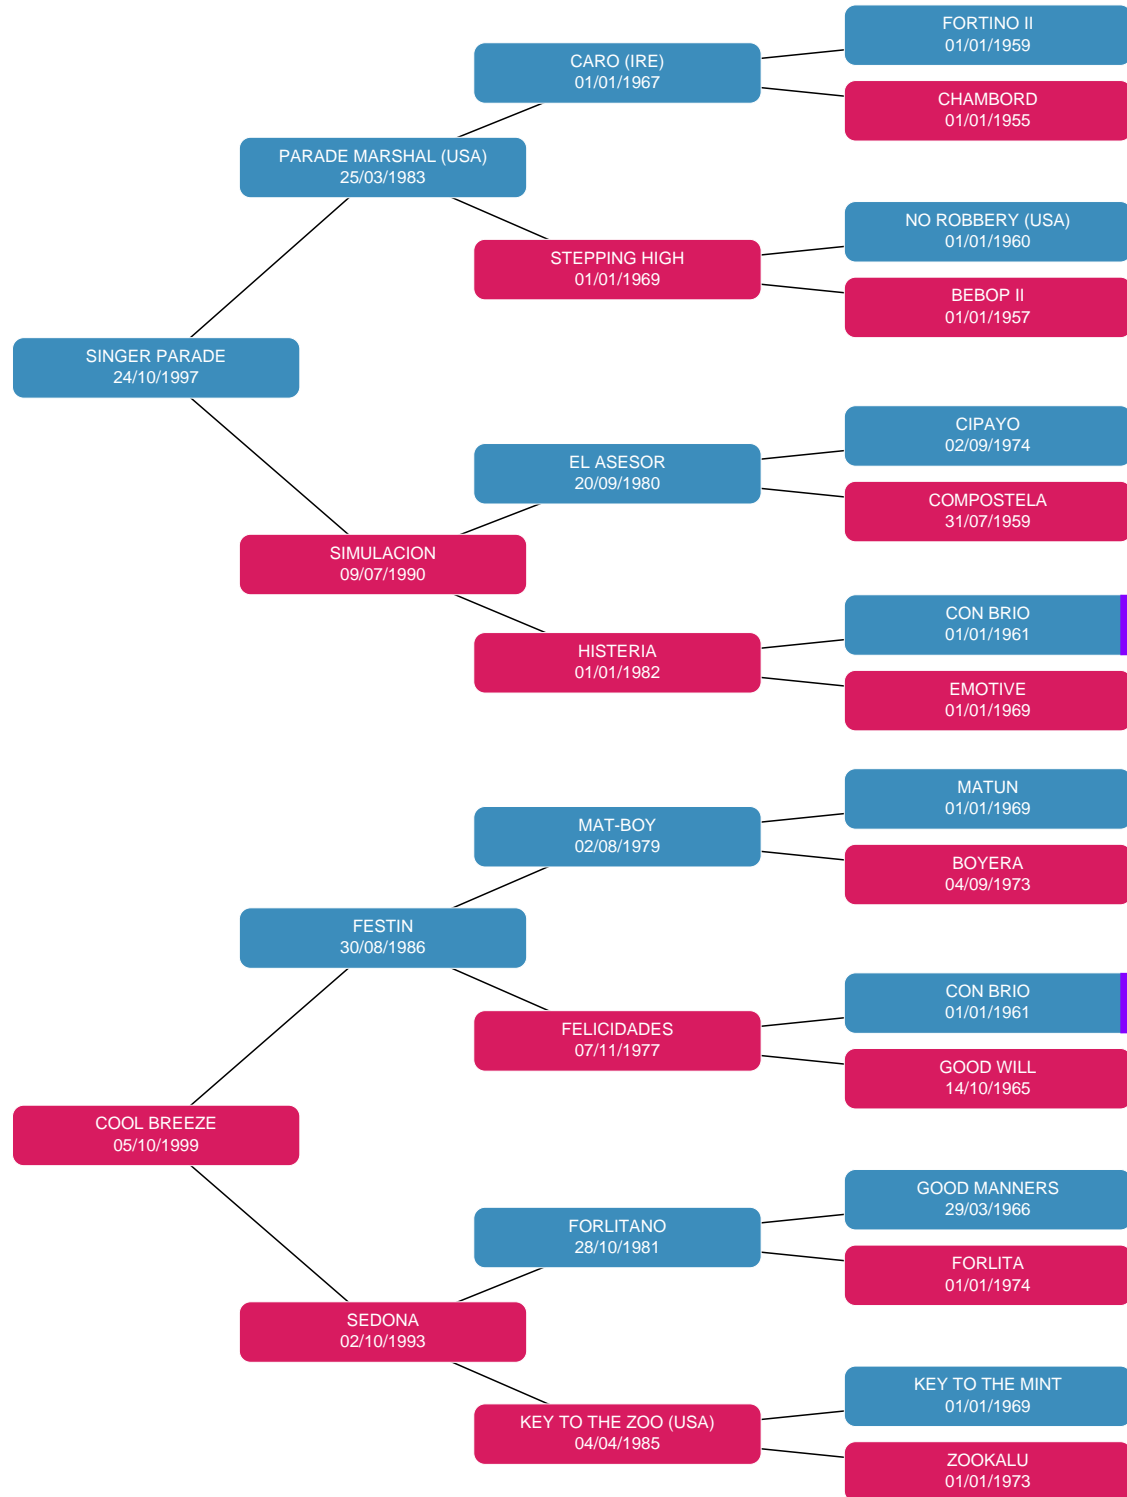 FORTINO II
01/01/1959
CARO (IRE)
01/01/1967
CHAMBORD
01/01/1955
PARADE MARSHAL (USA)
25/03/1983
NO ROBBERY (USA)
01/01/1960
STEPPING HIGH
01/01/1969
BEBOP II
01/01/1957
SINGER PARADE
24/10/1997
CIPAYO
02/09/1974
EL ASESOR
20/09/1980
COMPOSTELA
31/07/1959
SIMULACION
09/07/1990
CON BRIO
01/01/1961
HISTERIA
01/01/1982
EMOTIVE
01/01/1969
MATUN
01/01/1969
MAT-BOY
02/08/1979
BOYERA
04/09/1973
FESTIN
30/08/1986
CON BRIO
01/01/1961
FELICIDADES
07/11/1977
GOOD WILL
14/10/1965
COOL BREEZE
05/10/1999
GOOD MANNERS
29/03/1966
FORLITANO
28/10/1981
FORLITA
01/01/1974
SEDONA
02/10/1993
KEY TO THE MINT
01/01/1969
KEY TO THE ZOO (USA)
04/04/1985
ZOOKALU
01/01/1973